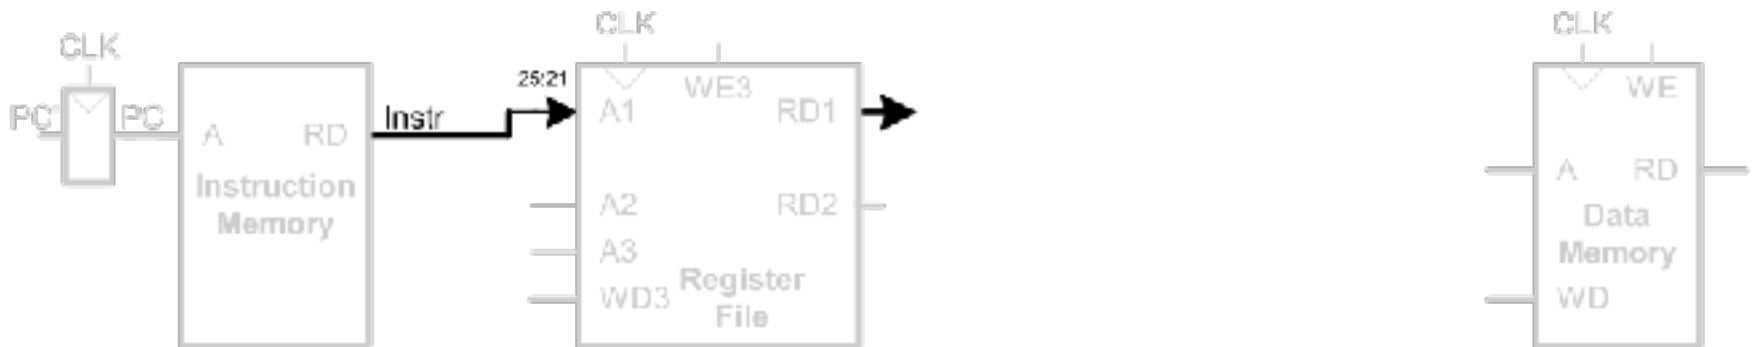 CLK
PC'
PC
A
RD
Instruction
Memory
Instr
25:21
CLK
WE3
A1
RD1
A2
RD2
A3
WD3
Register
File
CLK
WE
A
RD
Data
Memory
WD